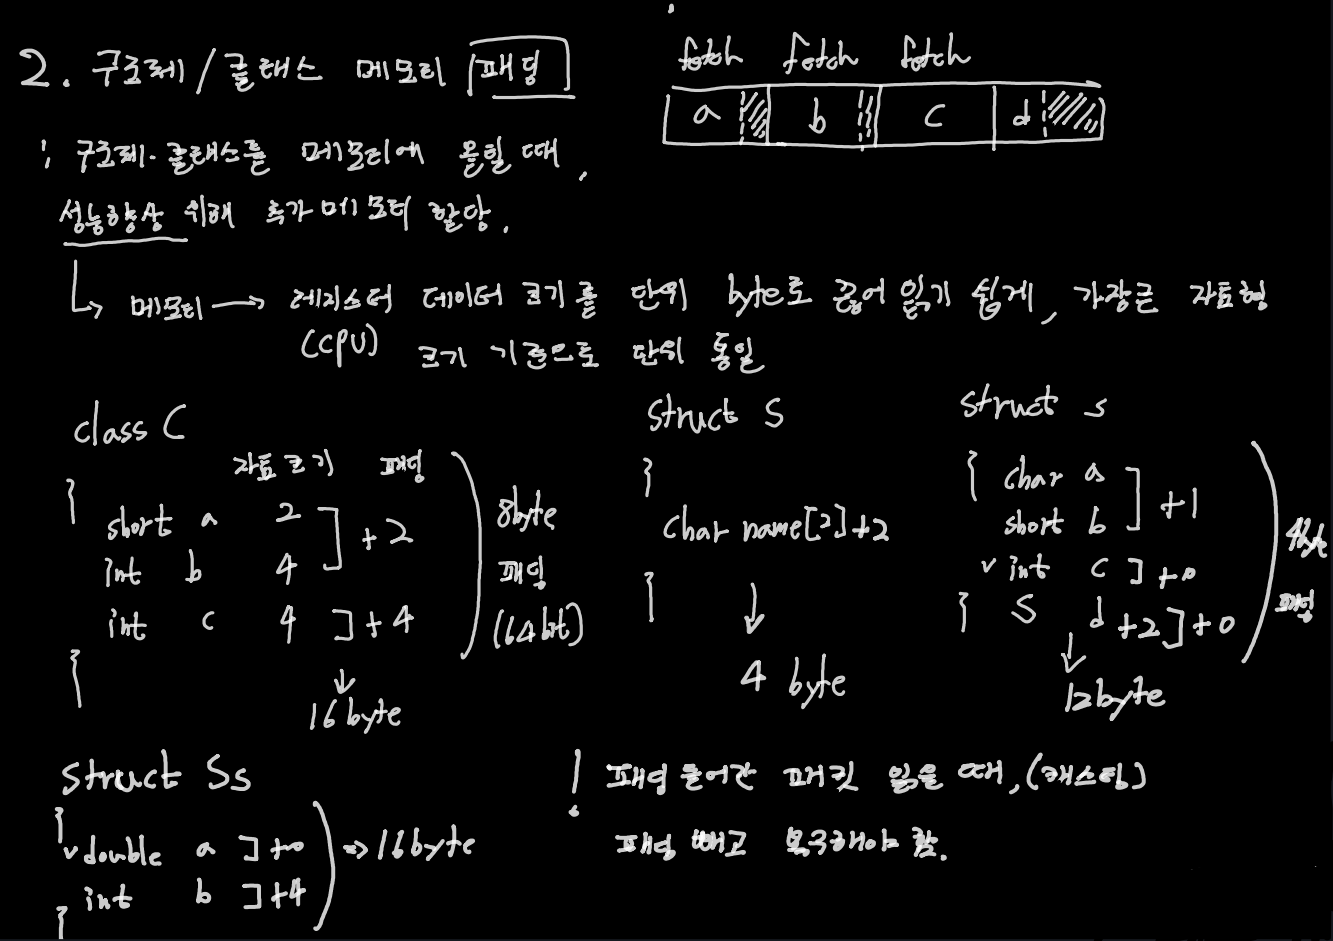 2. 구조체/클래스 메모리 패딩
fetch fetch fetch
a b c d
: 구조체·클래스를 메모리에 올릴 때,
성능향상 위해 추가 메모리 할당.
메모리 → 레지스터 데이터 크기를 단위 byte로 끊어 읽기 쉽게, 가장큰 자료형
(CPU) 크기 기준으로 단위 통일
class C
자료크기 패딩
{
short a 2
int b 4 ] +2
int c 4 ] +4
}
8byte
패딩
(64bit)
↓
16byte
struct S
{
char name[2]+2
}
↓
4 byte
struct s
{ char a
short b ] +1
v int c ] +0
} S d +2 ] +0
4byte
패딩
↓
12byte
struct Ss
{
v double a ] +0
int b ] +4
}
=> 16byte
! 패딩 들어간 패킷 읽을 때, (캐스팅)
패딩 빼고 복구해야 함.